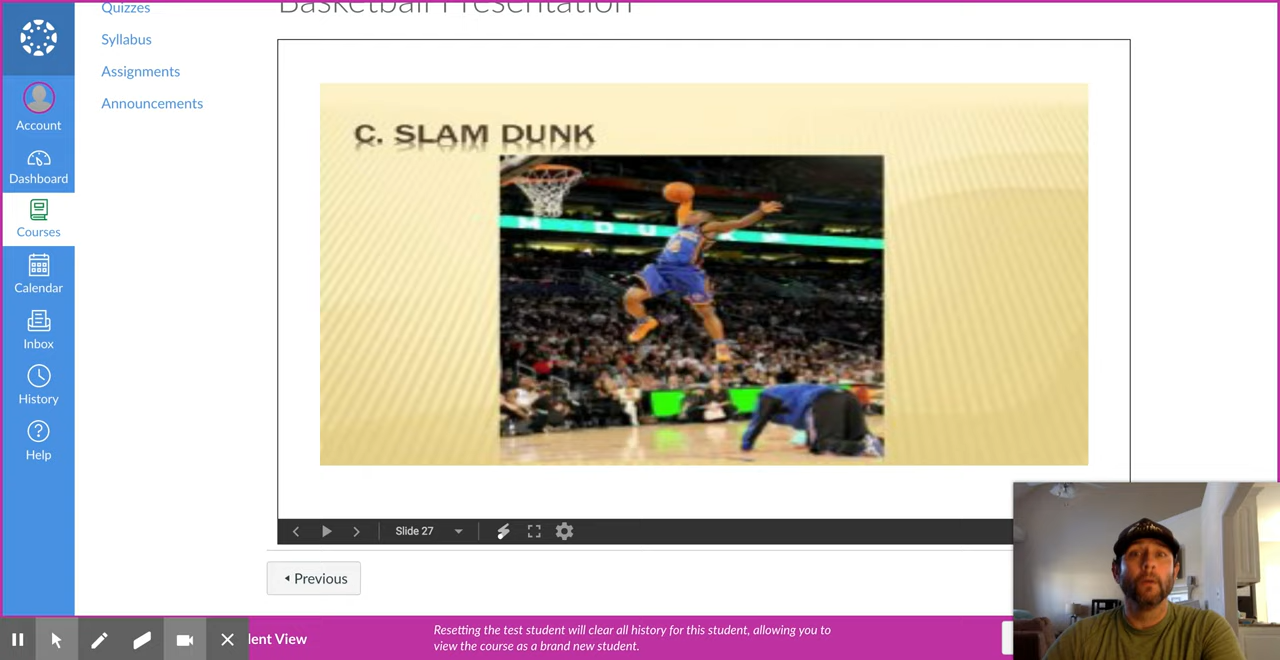 Basketball Presentation
Quizzes
Syllabus
Assignments
Announcements
Account
Dashboard
Courses
Calendar
Inbox
History
Help
C. SLAM DUNK
M DU
Slide 27
Previous
dent View
Resetting the test student will clear all history for this student, allowing you to
view the course as a brand new student.